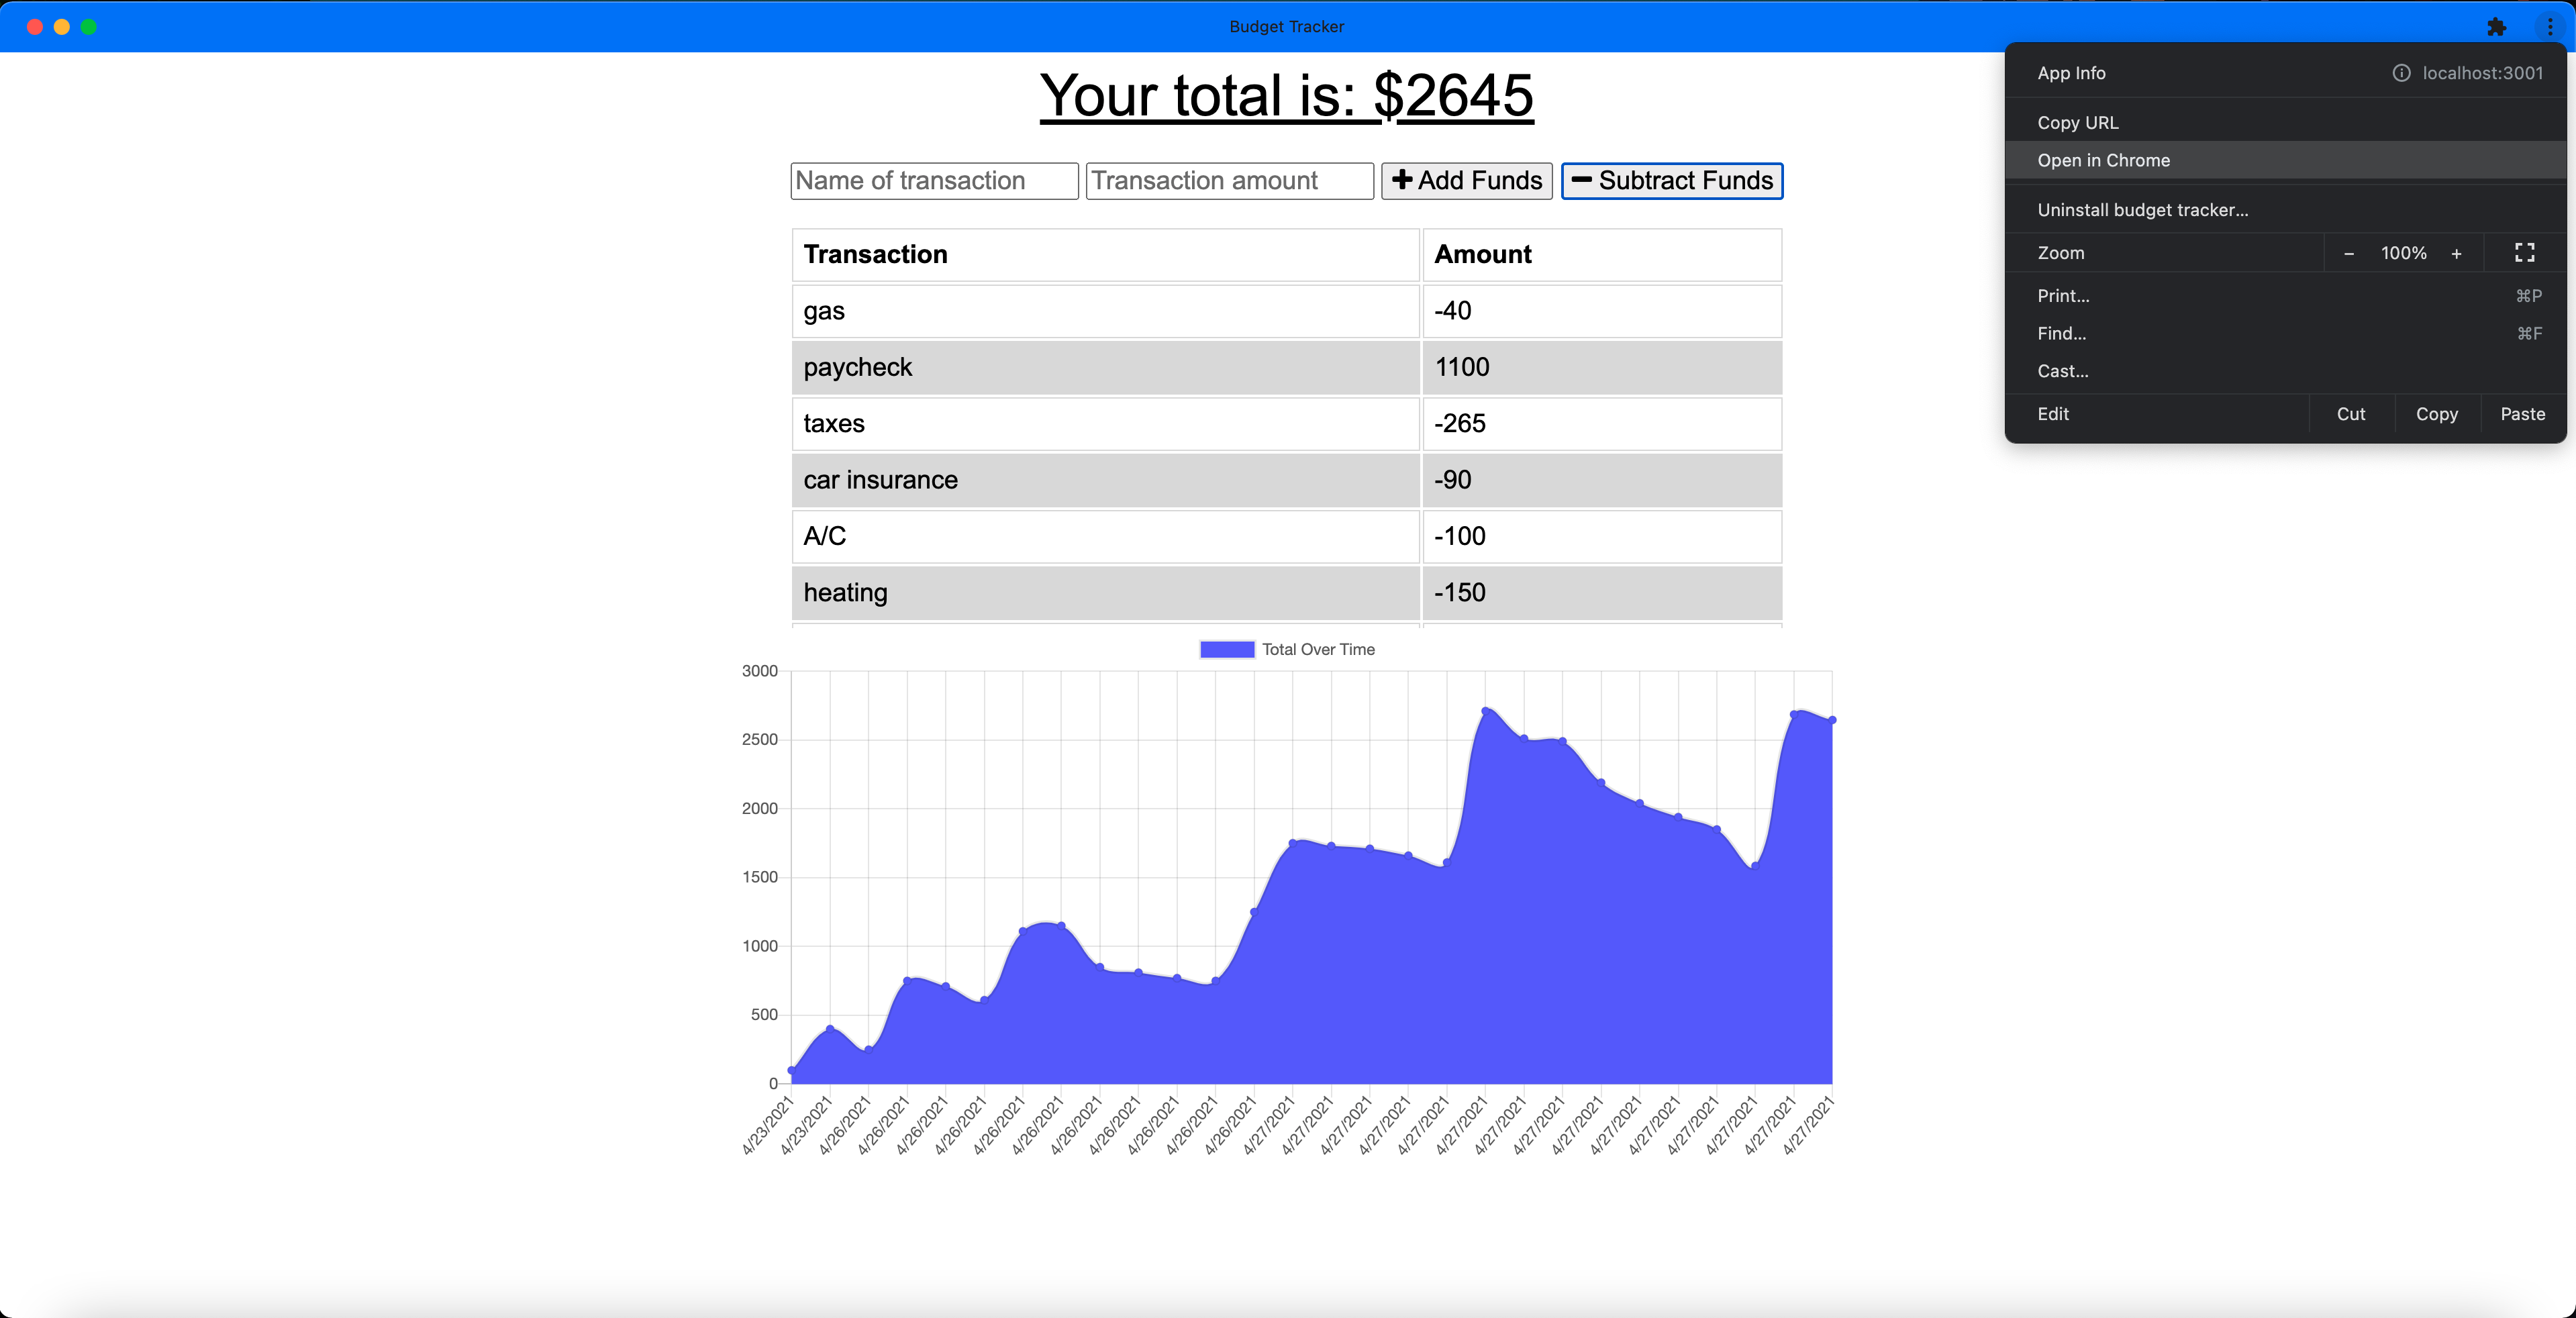 Budget Tracker
Your total is: $2645
Name of transaction Transaction amount Add Funds Subtract Funds
Transaction Amount
gas -40
paycheck 1100
taxes -265
car insurance -90
A/C -100
heating -150
App Info localhost:3001
Copy URL
Open in Chrome
Uninstall budget tracker...
Zoom − 100% +
Print... ⌘P
Find... ⌘F
Cast...
Edit Cut Copy Paste
Total Over Time
3000
2500
2000
1500
1000
500
0
4/23/2021 4/23/2021 4/26/2021 4/26/2021 4/26/2021 4/26/2021 4/26/2021 4/26/2021 4/26/2021 4/26/2021 4/26/2021 4/26/2021 4/26/2021 4/27/2021 4/27/2021 4/27/2021 4/27/2021 4/27/2021 4/27/2021 4/27/2021 4/27/2021 4/27/2021 4/27/2021 4/27/2021 4/27/2021 4/27/2021 4/27/2021 4/27/2021